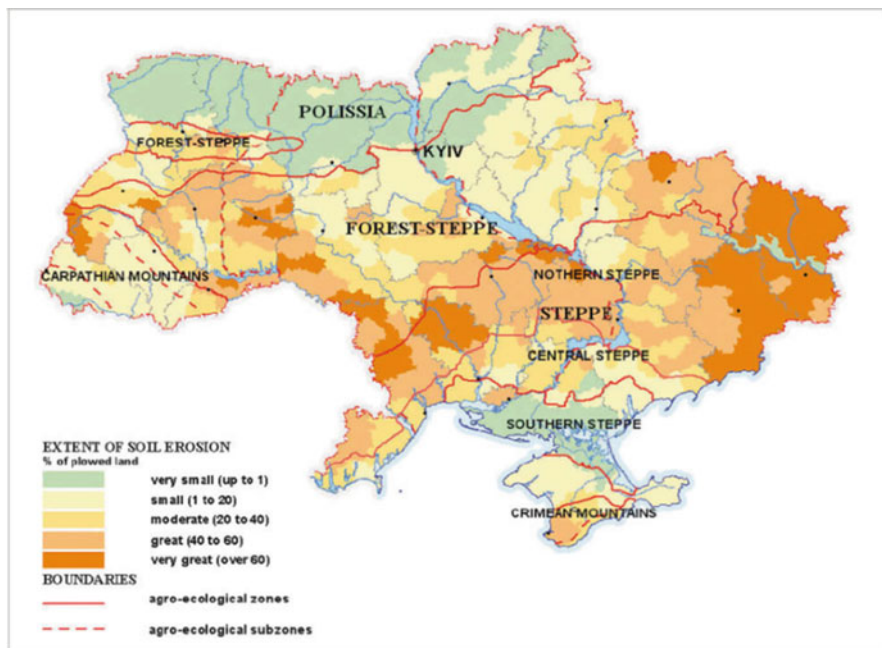 POLISSIA
FOREST-STEPPE
KYIV
FOREST-STEPPE
CARPATHIAN MOUNTAINS
NOTHERN STEPPE
STEPPE
CENTRAL STEPPE
SOUTHERN STEPPE
CRIMEAN MOUNTAINS
EXTENT OF SOIL EROSION
% of plowed land
very small (up to 1)
small (1 to 20)
moderate (20 to 40)
great (40 to 60)
very great (over 60)
BOUNDARIES
agro-ecological zones
agro-ecological subzones